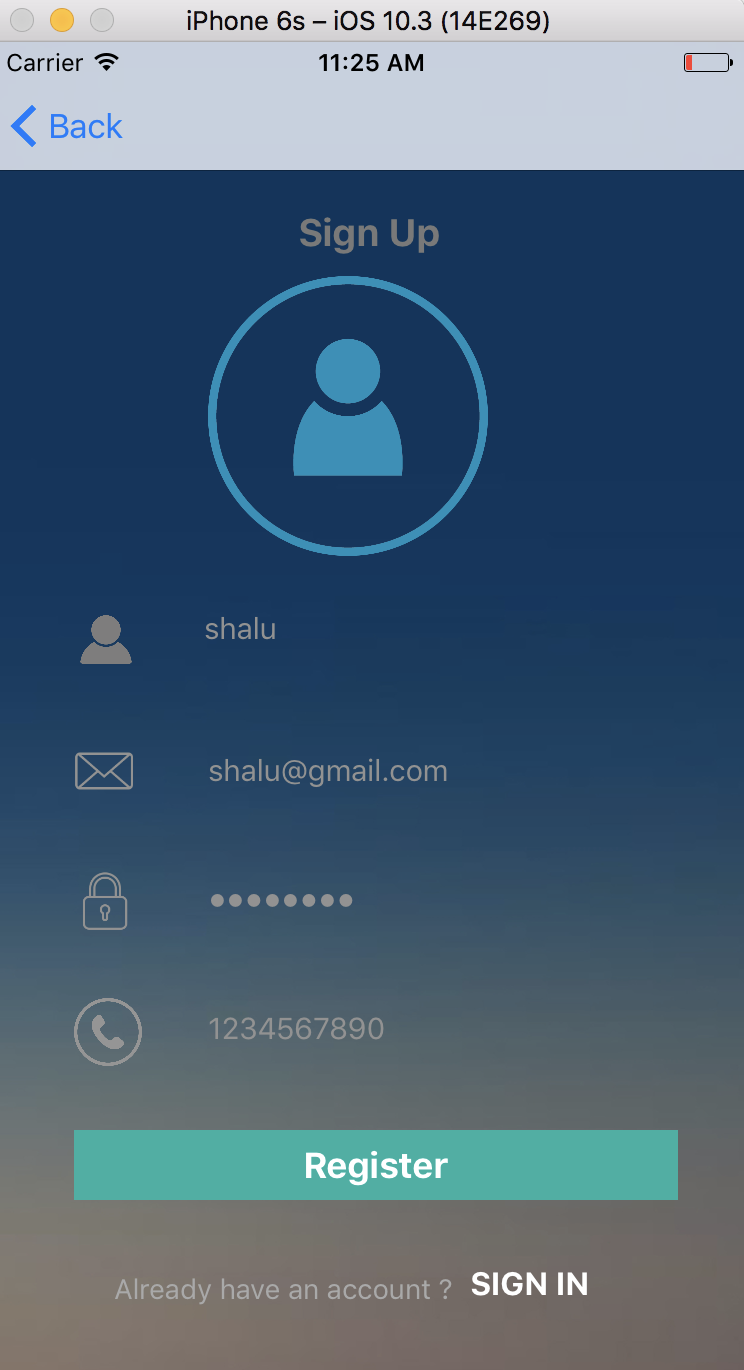 iPhone 6s – iOS 10.3 (14E269)
Carrier 11:25 AM
Back
Sign Up
shalu
shalu@gmail.com
••••••••
1234567890
Register
Already have an account ? SIGN IN